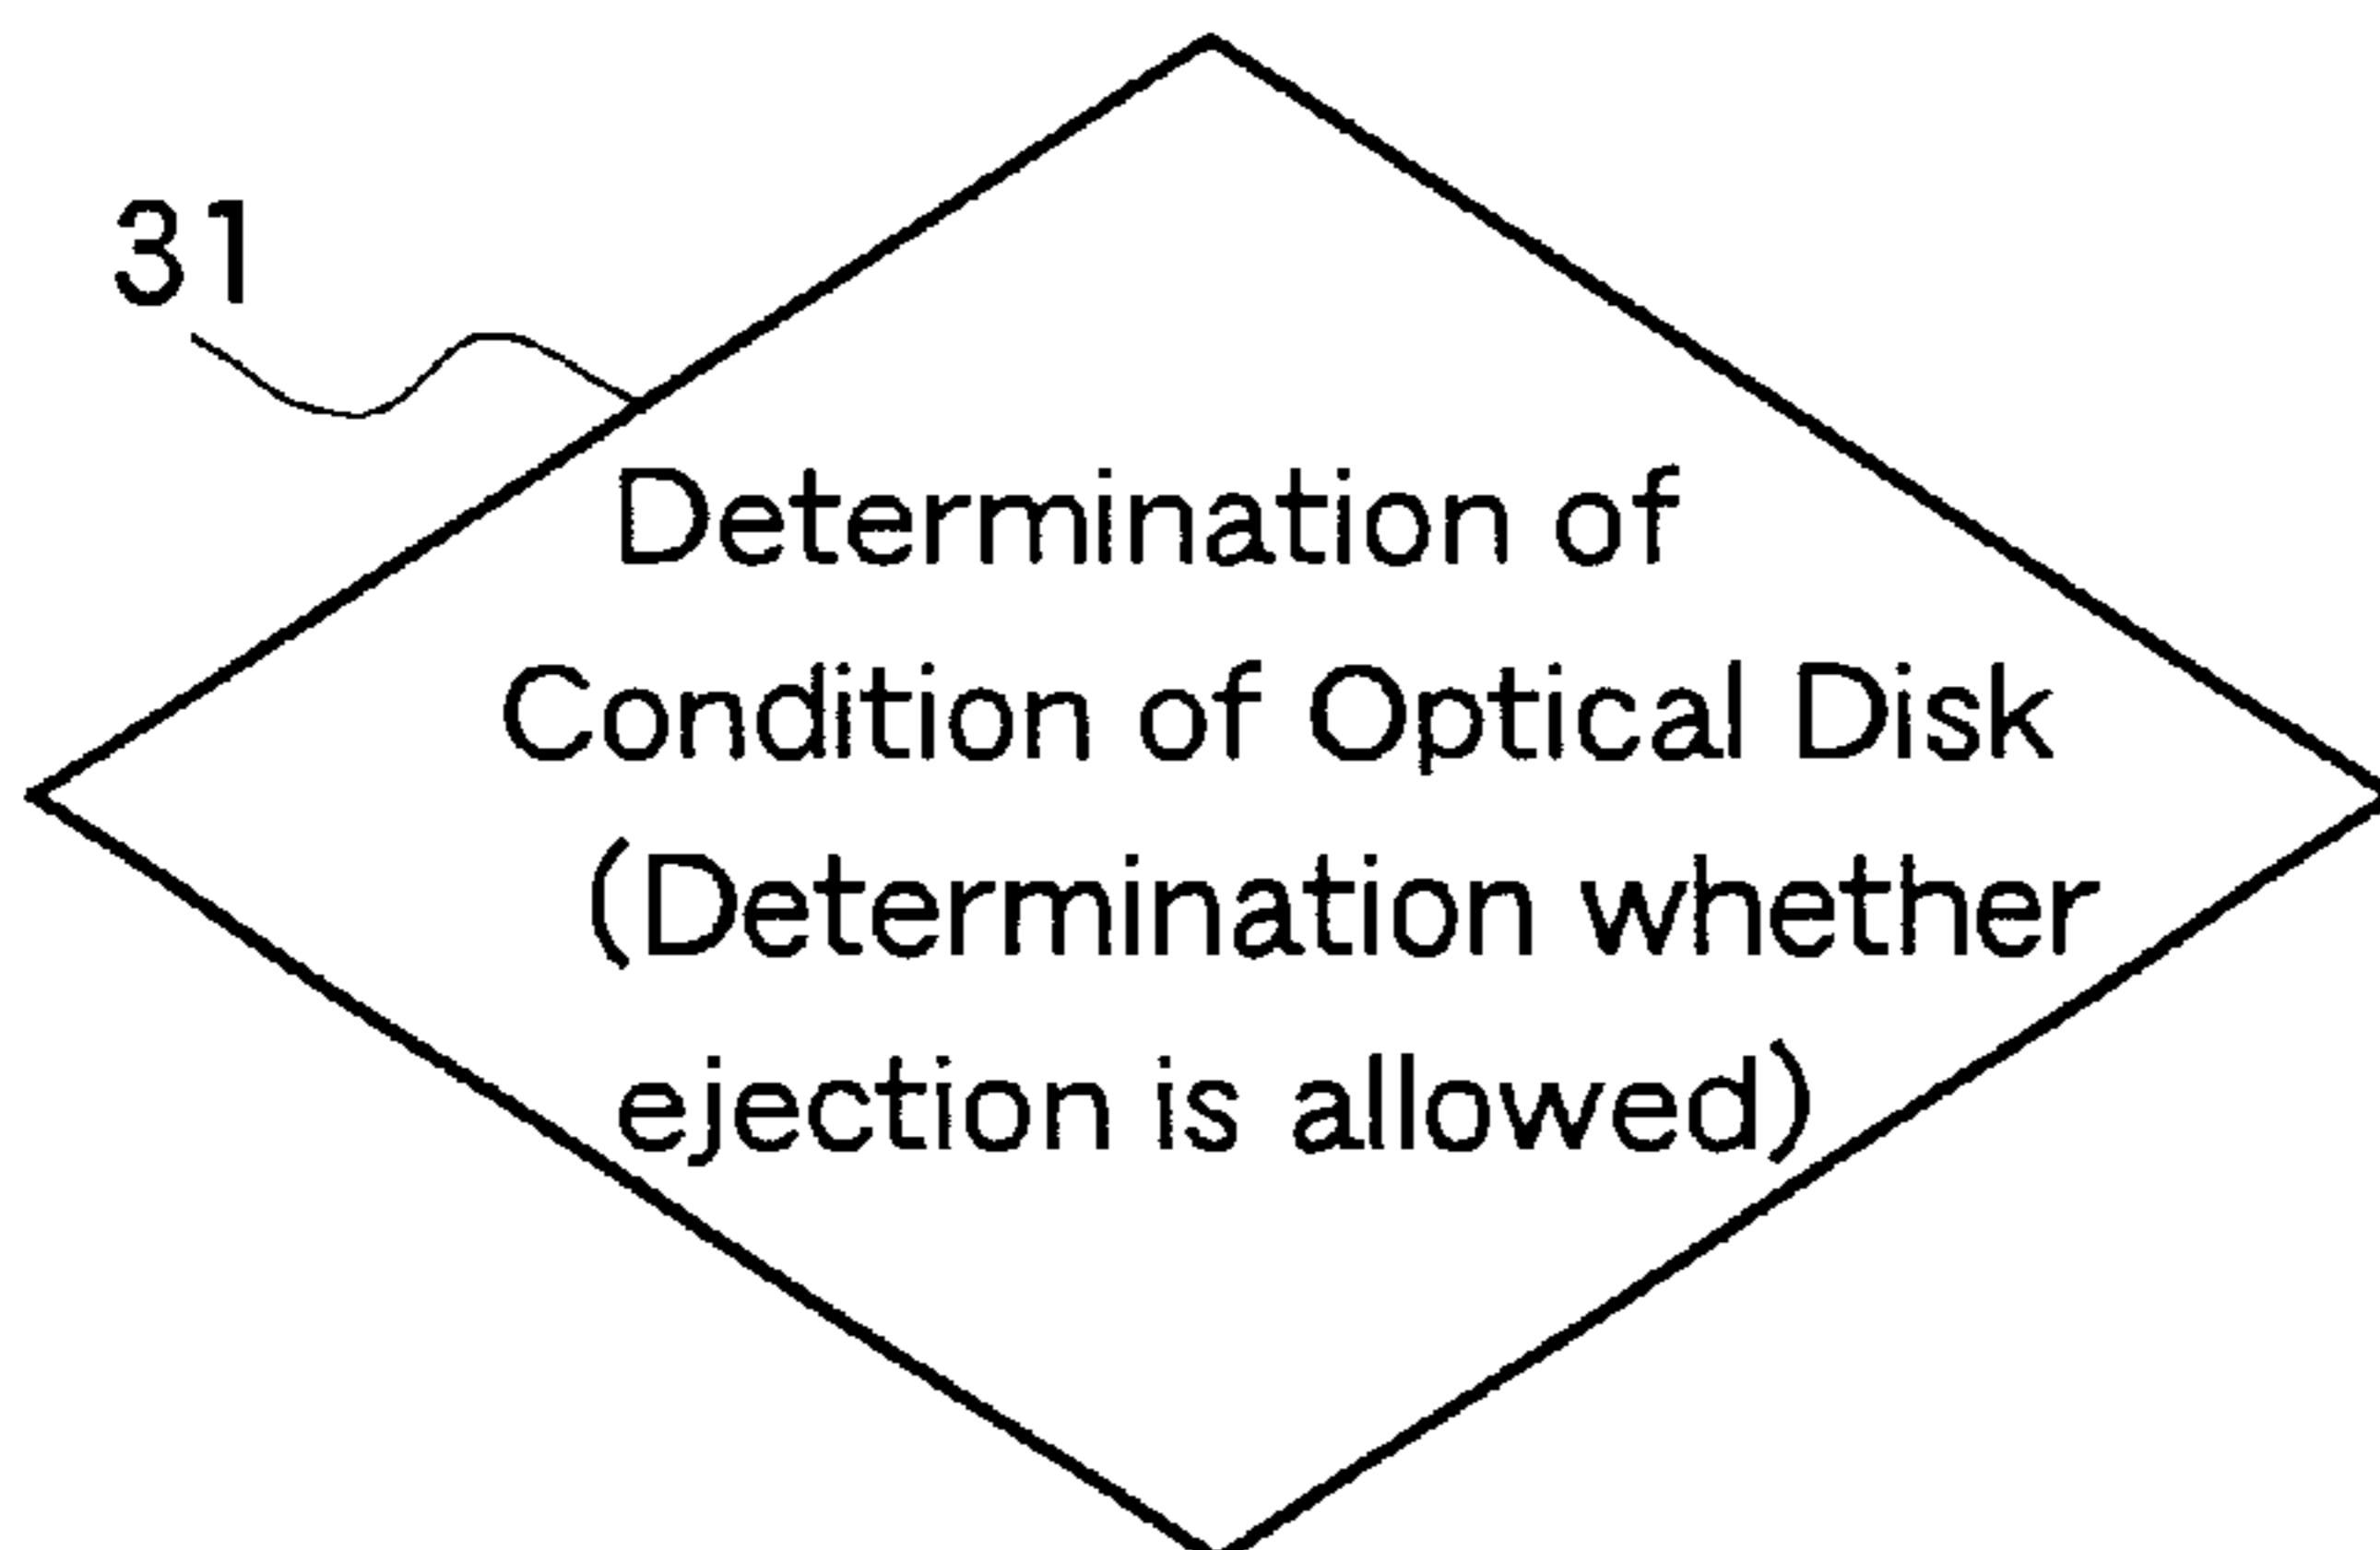 31
Determination of
Condition of Optical Disk
(Determination whether
ejection is allowed)